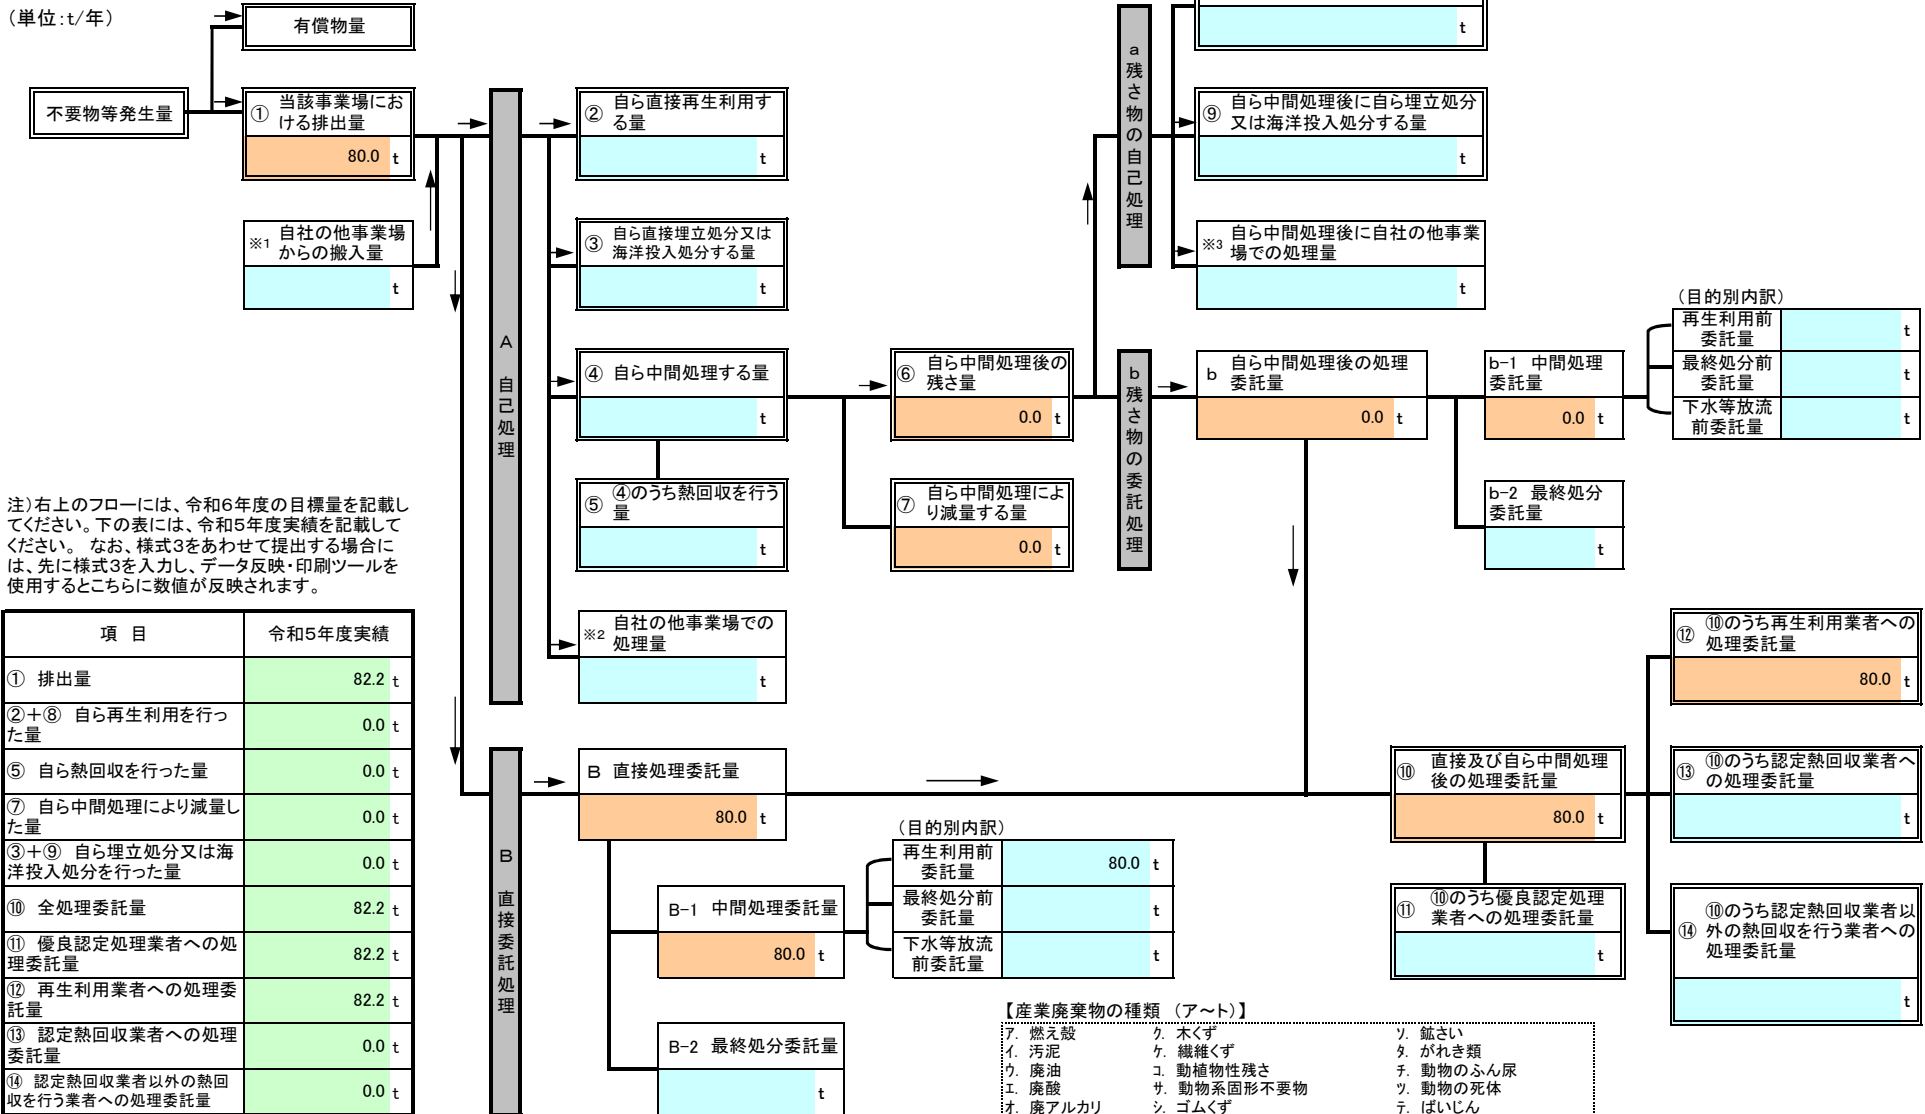 （単位:t/年）
有償物量
不要物等発生量
① 当該事業場にお
ける排出量
80.0 t
※1 自社の他事業場
からの搬入量
t
A 自己処理
② 自ら直接再生利用す
る量
t
③ 自ら直接埋立処分又は
海洋投入処分する量
t
④ 自ら中間処理する量
t
⑤ ④のうち熱回収を行う
量
t
※2 自社の他事業場での
処理量
t
⑥ 自ら中間処理後の
残さ量
0.0 t
⑦ 自ら中間処理によ
り減量する量
0.0 t
a 残さ物の自己処理
t
⑨ 自ら中間処理後に自ら埋立処分
又は海洋投入処分する量
t
※3 自ら中間処理後に自社の他事業
場での処理量
t
b 残さ物の委託処理
b 自ら中間処理後の処理
委託量
0.0 t
b-1 中間処理
委託量
0.0 t
b-2 最終処分
委託量
t
（目的別内訳）
再生利用前
委託量
t
最終処分前
委託量
t
下水等放流
前委託量
t
注)右上のフローには、令和6年度の目標量を記載し
てください。下の表には、令和5年度実績を記載して
ください。 なお、様式3をあわせて提出する場合に
は、先に様式3を入力し、データ反映・印刷ツールを
使用するとこちらに数値が反映されます。
項 目 令和5年度実績
① 排出量 82.2 t
②＋⑧ 自ら再生利用を行っ
た量
0.0 t
⑤ 自ら熱回収を行った量 0.0 t
⑦ 自ら中間処理により減量し
た量
0.0 t
③＋⑨ 自ら埋立処分又は海
洋投入処分を行った量
0.0 t
⑩ 全処理委託量 82.2 t
⑪ 優良認定処理業者への処
理委託量
82.2 t
⑫ 再生利用業者への処理委
託量
82.2 t
⑬ 認定熱回収業者への処理
委託量
0.0 t
⑭ 認定熱回収業者以外の熱回
収を行う業者への処理委託量
0.0 t
B 直接委託処理
B 直接処理委託量
80.0 t
B-1 中間処理委託量
80.0 t
B-2 最終処分委託量
t
（目的別内訳）
再生利用前
委託量
80.0 t
最終処分前
委託量
t
下水等放流
前委託量
t
⑩ 直接及び自ら中間処理
後の処理委託量
80.0 t
⑪ ⑩のうち優良認定処理
業者への処理委託量
t
⑫ ⑩のうち再生利用業者への
処理委託量
80.0 t
⑬ ⑩のうち認定熱回収業者へ
の処理委託量
t
⑭ ⑩のうち認定熱回収業者以
外の熱回収を行う業者への
処理委託量
t
【産業廃棄物の種類 （ア～ト）】
ア. 燃え殻 ク. 木くず ソ. 鉱さい
イ. 汚泥 ケ. 繊維くず タ. がれき類
ウ. 廃油 コ. 動植物性残さ チ. 動物のふん尿
エ. 廃酸 サ. 動物系固形不要物 ツ. 動物の死体
オ. 廃アルカリ シ. ゴムくず テ. ばいじん